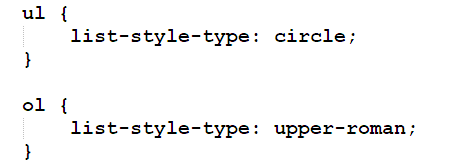 ul {
    list-style-type: circle;
}

ol {
    list-style-type: upper-roman;
}